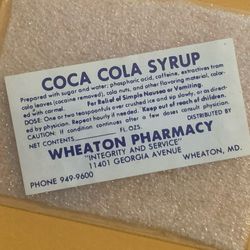 COCA COLA SYRUP
Prepared with sugar and water; phosphoric acid, caffeine, extractives from
cola leaves (cocaine removed), cola nuts, and other flavoring material, color-
ed with carmel. For Relief of Simple Nausea or Vomiting.
DOSE: One or two teaspoonfuls over crushed ice and sip slowly, or as direct-
ed by physician. Repeat hourly if needed. Keep out of reach of children.
CAUTION: If condition continues after a few doses consult physician.
NET CONTENTS FL. OZS. DISTRIBUTED BY
WHEATON PHARMACY
"INTEGRITY AND SERVICE"
11401 GEORGIA AVENUE
PHONE 949-9600 WHEATON, MD.